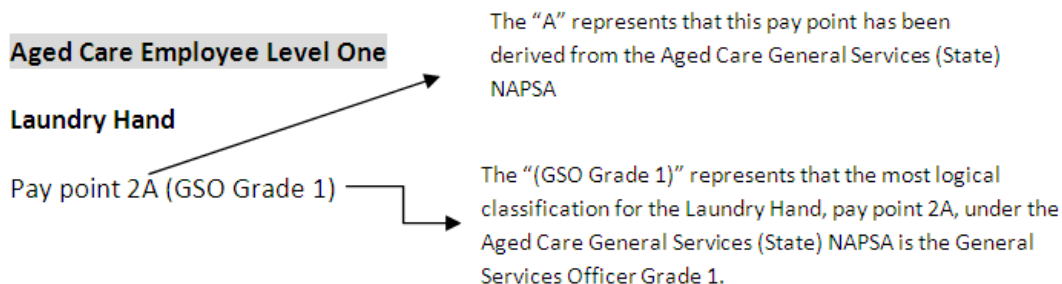 Aged Care Employee Level One
Laundry Hand
Pay point 2A (GSO Grade 1)
The “A” represents that this pay point has been
derived from the Aged Care General Services (State)
NAPSA
The “(GSO Grade 1)” represents that the most logical
classification for the Laundry Hand, pay point 2A, under the
Aged Care General Services (State) NAPSA is the General
Services Officer Grade 1.